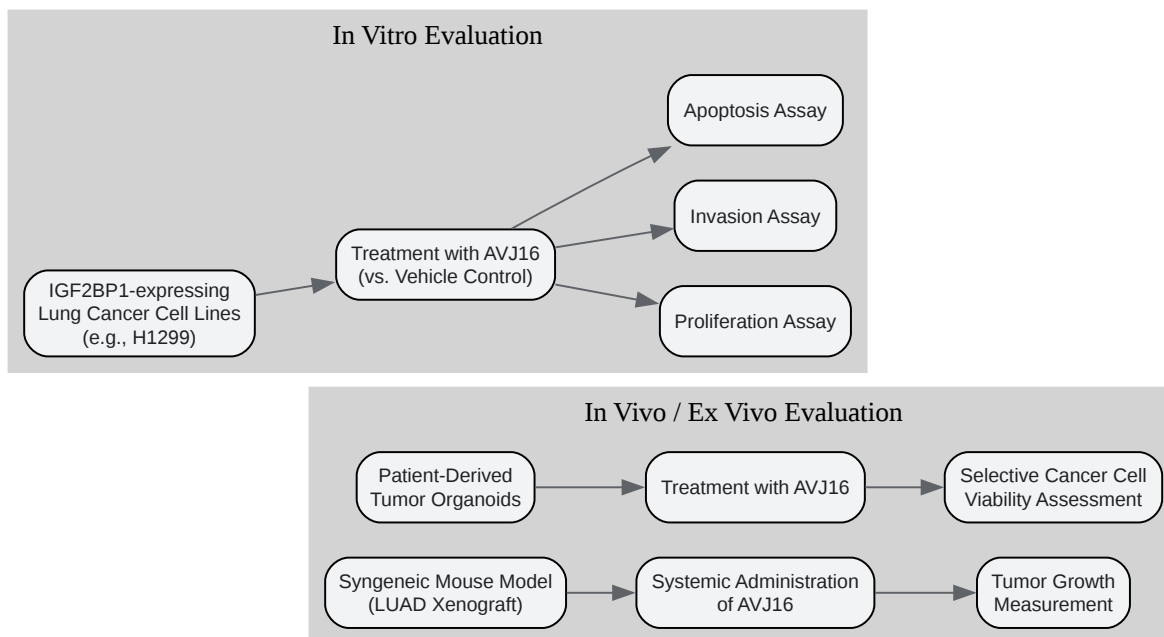 In Vitro Evaluation
IGF2BP1-expressing
Lung Cancer Cell Lines
(e.g., H1299)
Treatment with AVJ16
(vs. Vehicle Control)
Apoptosis Assay
Invasion Assay
Proliferation Assay
In Vivo / Ex Vivo Evaluation
Patient-Derived
Tumor Organoids
Treatment with AVJ16
Selective Cancer Cell
Viability Assessment
Syngeneic Mouse Model
(LUAD Xenograft)
Systemic Administration
of AVJ16
Tumor Growth
Measurement